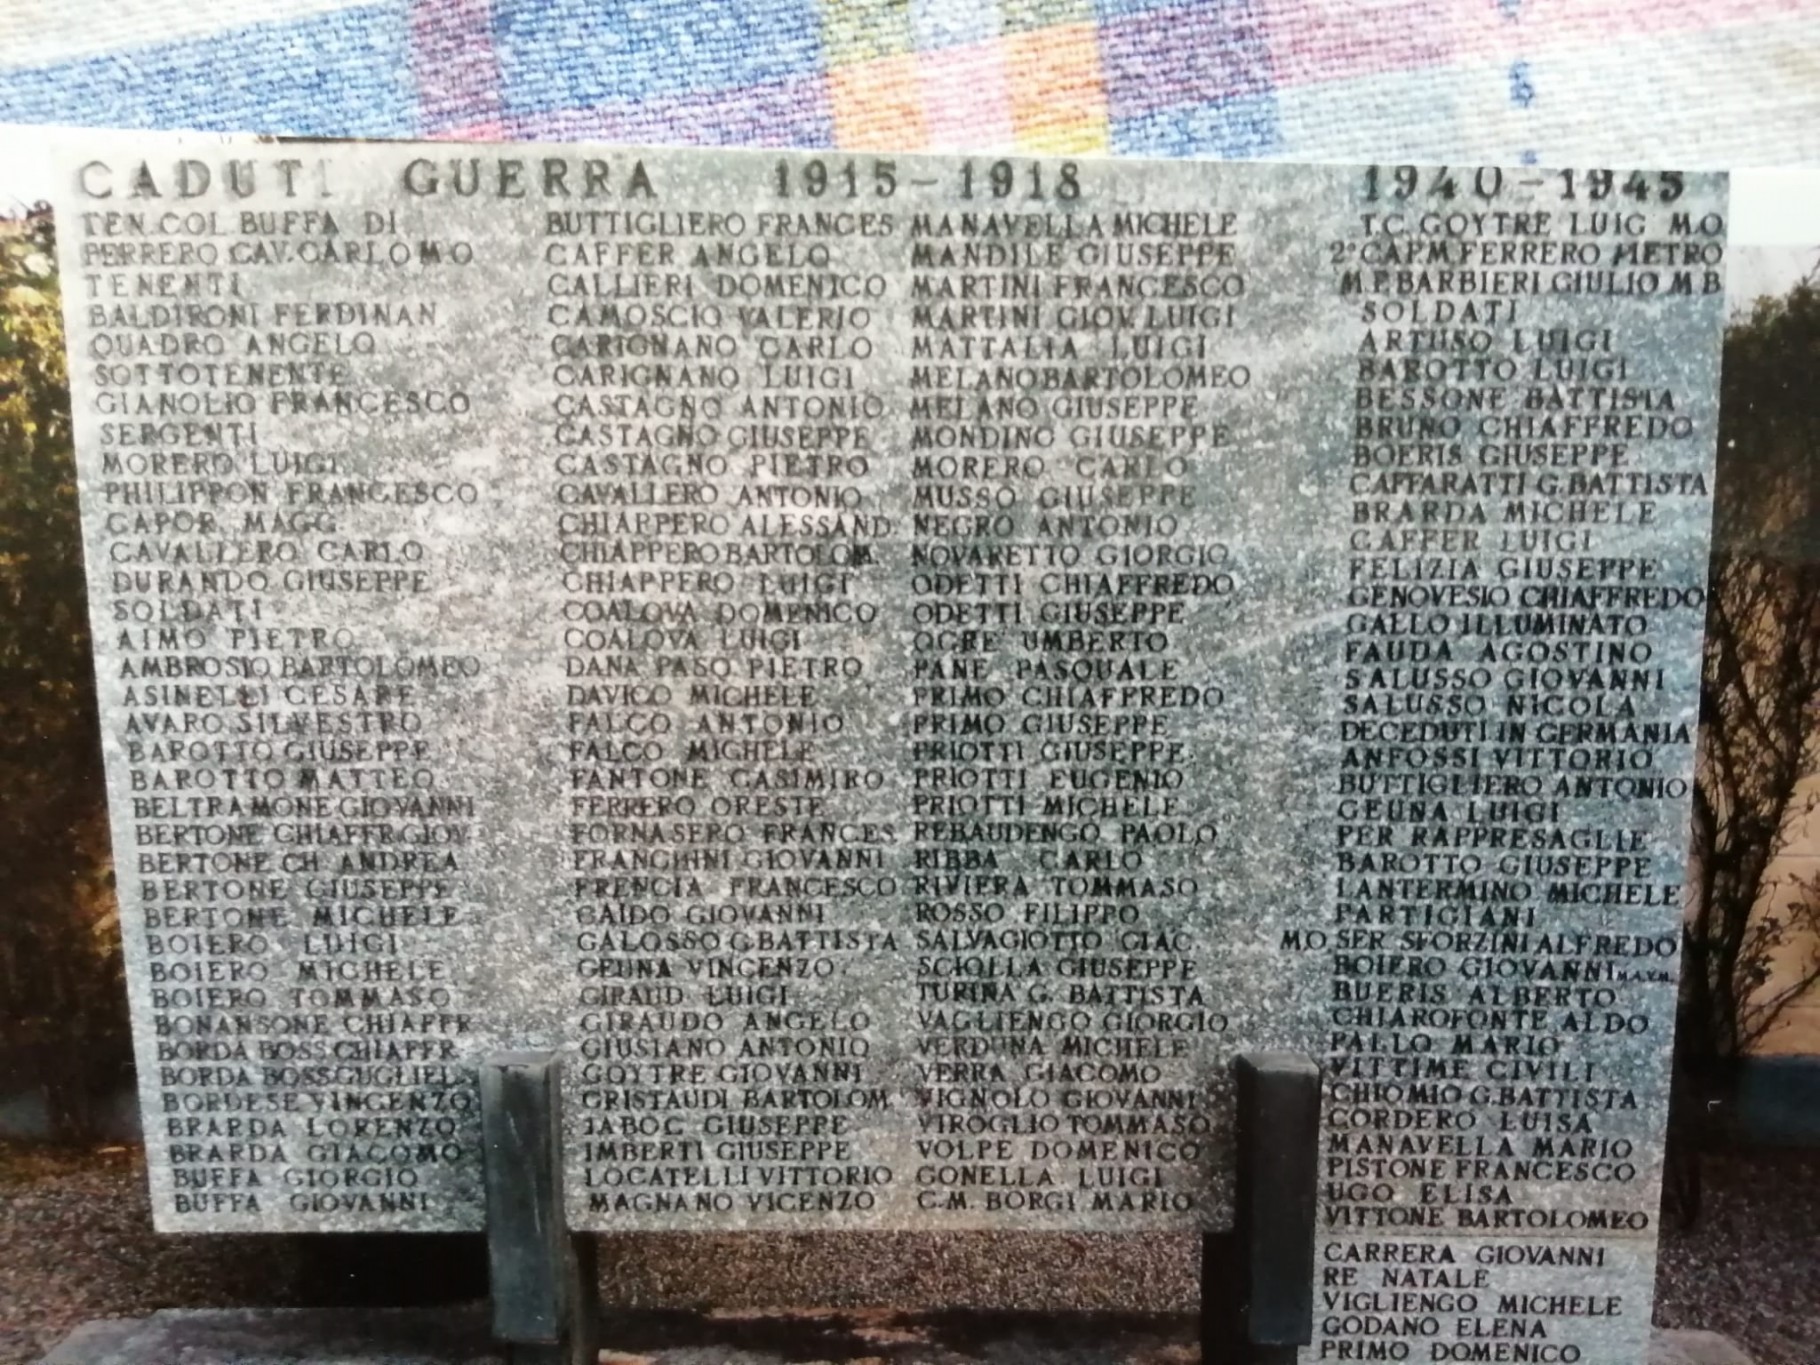 CADUTI GUERRA 1915-1918
TEN.COL.BUFFA DI
PERRERO CAV.CARLO M O
TENENTI
BALDIRONI FERDINAN
QUADRO ANGELO
SOTTOTENENTE
GIANOLIO FRANCESCO
SERGENTI
MORERO LUIGI
PHILIPPON FRANCESCO
CAPOR. MAGG.
CAVALLERO CARLO
DURANDO GIUSEPPE
SOLDATI
AIMO PIETRO
AMBROSIO BARTOLOMEO
ASINELLI CESARE
AVARO SILVESTRO
BAROTTO GIUSEPPE
BAROTTO MATTEO
BELTRAMONE GIOVANNI
BERTONE CHIAFFR.GIOV
BERTONE CH. ANDREA
BERTONE GIUSEPPE
BERTONE MICHELE
BOIERO LUIGI
BOIERO MICHELE
BOIERO TOMMASO
BONANSONE CHIAFFR
BORDA BOSS CHIAFFR.
BORDA BOSS GUGLIEL.
BORDESE VINCENZO
BRARDA LORENZO
BRARDA GIACOMO
BUFFA GIORGIO
BUFFA GIOVANNI
BUTTIGLIERO FRANCES
CAFFER ANGELO
CALLIERI DOMENICO
CAMOSCIO VALERIO
CARIGNANO CARLO
CARIGNANO LUIGI
CASTAGNO ANTONIO
CASTAGNO GIUSEPPE
CASTAGNO PIETRO
CAVALLERO ANTONIO
CHIARPERO ALESSAND.
CHIAPPERO BARTOLOM.
CHIAPPERO LUIGI
COALOVA DOMENICO
COALOVA LUIGI
DANA PASO PIETRO
DAVICO MICHELE
FALCO ANTONIO
FALCO MICHELE
FANTONE CASIMIRO
FERRERO ORESTE
FORNASERO FRANCES
FRANCHINI GIOVANNI
FRENCIA FRANCESCO
GAIDO GIOVANNI
GALOSSO G.BATTISTA
GEUNA VINCENZO
GIRAUD LUIGI
GIRAUDO ANGELO
GIUSIANO ANTONIO
GOYTRE GIOVANNI
GRISTAUDI BARTOLOM.
JABOC GIUSEPPE
IMBERTI GIUSEPPE
LOCATELLI VITTORIO
MAGNANO VICENZO
MANAVELLA MICHELE
MANDILE GIUSEPPE
MARTINI FRANCESCO
MARTINI GIOV. LUIGI
MATTALIA LUIGI
MELANO BARTOLOMEO
MELANO GIUSEPPE
MONDINO GIUSEPPE
MORERO CARLO
MUSSO GIUSEPPE
NEGRO ANTONIO
NOVARETTO GIORGIO
ODETTI CHIAFFREDO
ODETTI GIUSEPPE
OGRE UMBERTO
PANE PASQUALE
PRIMO CHIAFFREDO
PRIMO GIUSEPPE
PRIOTTI GIUSEPPE
PRIOTTI EUGENIO
PRIOTTI MICHELE
REBAUDENGO PAOLO
RIBBA CARLO
RIVIERA TOMMASO
ROSSO FILIPPO
SALVAGIOTTO GIAC.
SCIOLLA GIUSEPPE
TURINA G. BATTISTA
VAGLIENGO GIORGIO
VERDUNA MICHELE
VERRA GIACOMO
VIGNOLO GIOVANNI
VIROGLIO TOMMASO
VOLPE DOMENICO
GONELLA LUIGI
C.M. BORGI MARIO
1940-1945
T.C. GOYTRE LUIG M.O
2° CAP.M FERRERO PIETRO
M.F.BARBIERI GIULIO M B
SOLDATI
ARTUSO LUIGI
BAROTTO LUIGI
BESSONE BATTISTA
BRUNO CHIAFFREDO
BOERIS GIUSEPPE
CAFFARATTI G.BATTISTA
BRARDA MICHELE
CAFFER LUIGI
FELIZIA GIUSEPPE
GENOVESIO CHIAFFREDO
GALLO ILLUMINATO
FAUDA AGOSTINO
SALUSSO GIOVANNI
SALUSSO NICOLA
DECEDUTI IN GERMANIA
ANFOSSI VITTORIO
BUTTIGLIERO ANTONIO
GEUNA LUIGI
PER RAPPRESAGLIE
BAROTTO GIUSEPPE
LANTERMINO MICHELE
PARTIGIANI
M.O SER SFORZINI ALFREDO
BOIERO GIOVANNI M.A.V.M.
BUERIS ALBERTO
CHIAROFONTE ALDO
PALLO MARIO
VITTIME CIVILI
CHIOMIO G.BATTISTA
CORDERO LUISA
MANAVELLA MARIO
PISTONE FRANCESCO
UGO ELISA
VITTONE BARTOLOMEO
CARRERA GIOVANNI
RE NATALE
VIGLIENGO MICHELE
GODANO ELENA
PRIMO DOMENICO